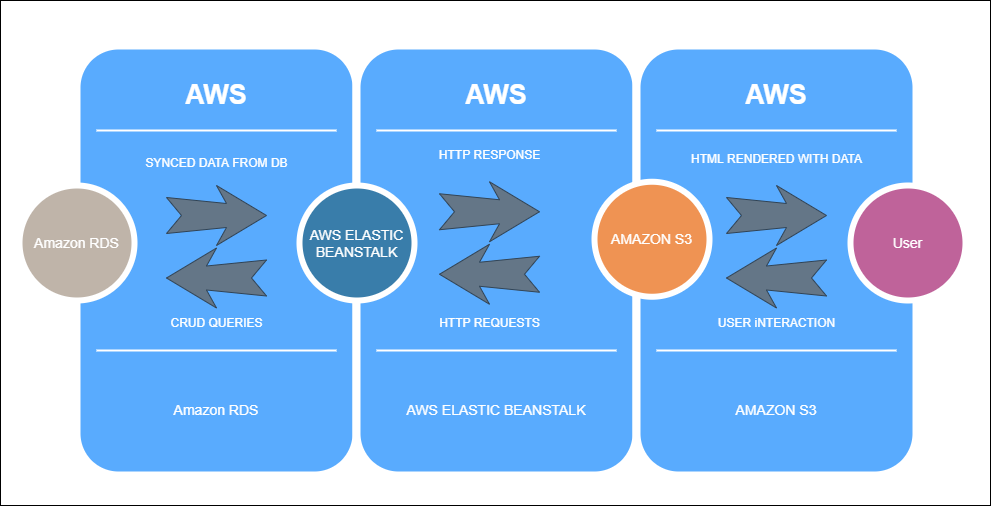 AWS
AWS
AWS
SYNCED DATA FROM DB
HTTP RESPONSE
HTML RENDERED WITH DATA
Amazon RDS
AWS ELASTIC
BEANSTALK
AMAZON S3
User
CRUD QUERIES
HTTP REQUESTS
USER iNTERACTION
Amazon RDS
AWS ELASTIC BEANSTALK
AMAZON S3